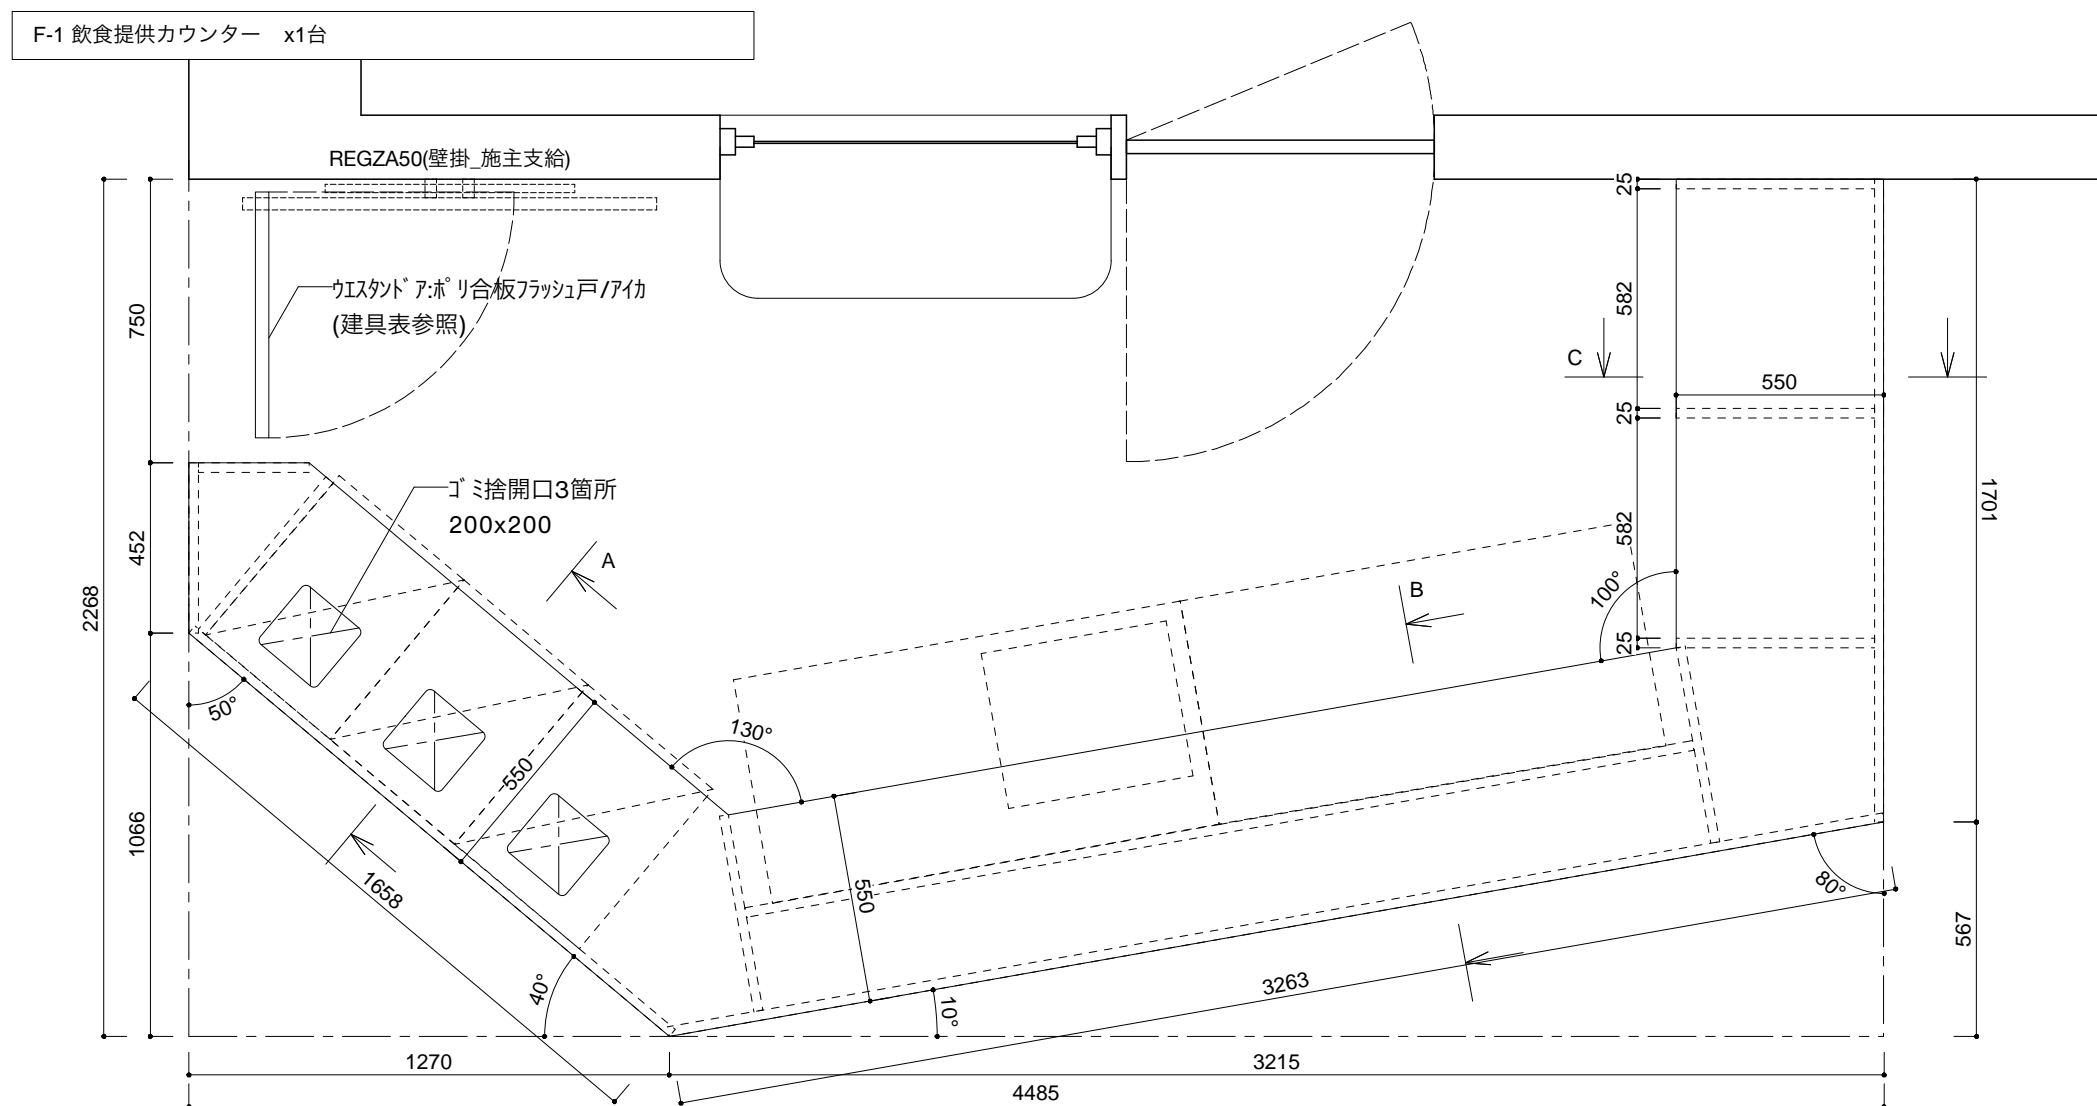 F-1 飲食提供カウンター　x1台
REGZA50(壁掛_施主支給)
ｳｴｽﾀﾝﾄﾞｱ:ﾎﾟﾘ合板ﾌﾗｯｼｭ戸/ｱｲｶ
(建具表参照)
ｺﾞﾐ捨開口3箇所
200x200
A
B
C
25
582
25
582
25
550
1701
567
750
452
1066
2268
50°
130°
100°
80°
40°
10°
550
550
1658
3263
1270
3215
4485